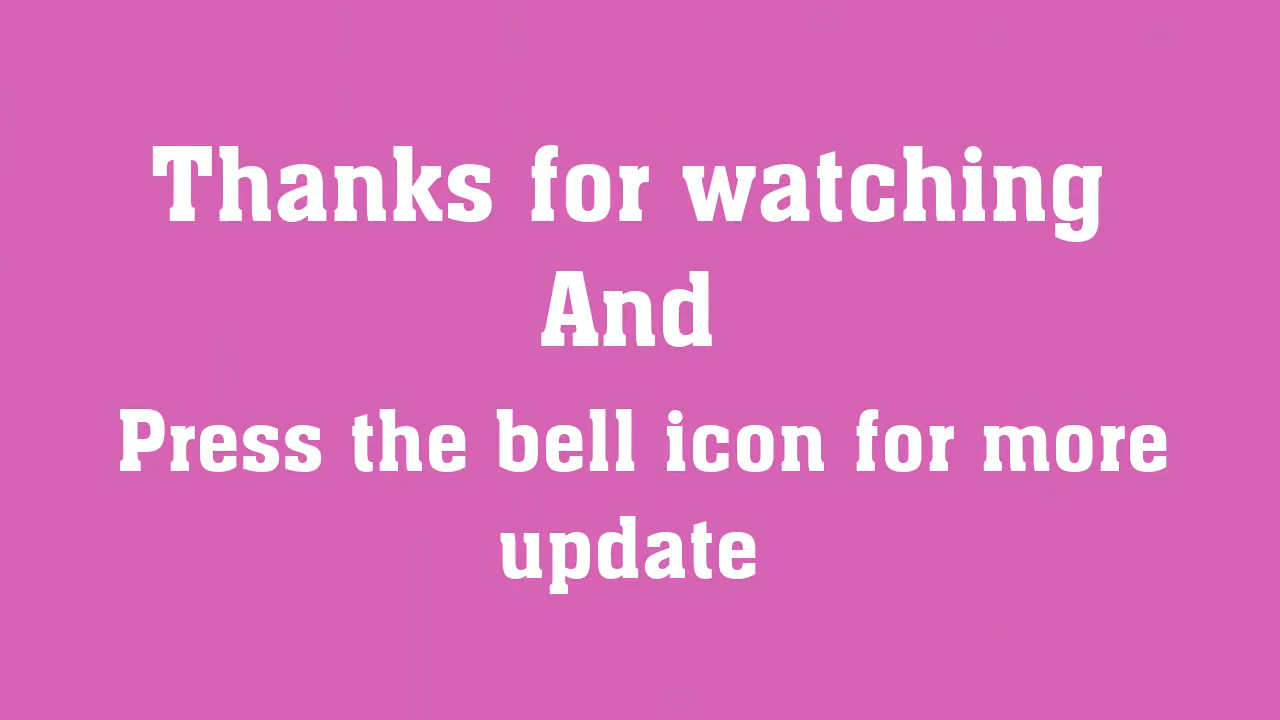 Thanks for watching
And
Press the bell icon for more
update